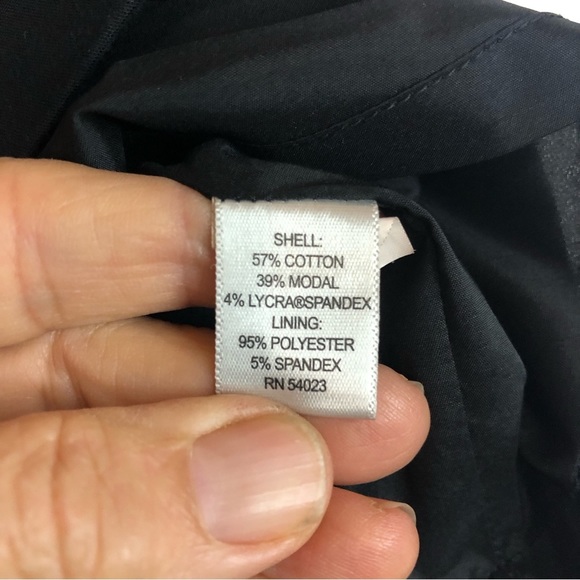 SHELL:
57% COTTON
39% MODAL
4% LYCRA®SPANDEX
LINING:
95% POLYESTER
5% SPANDEX
RN 54023